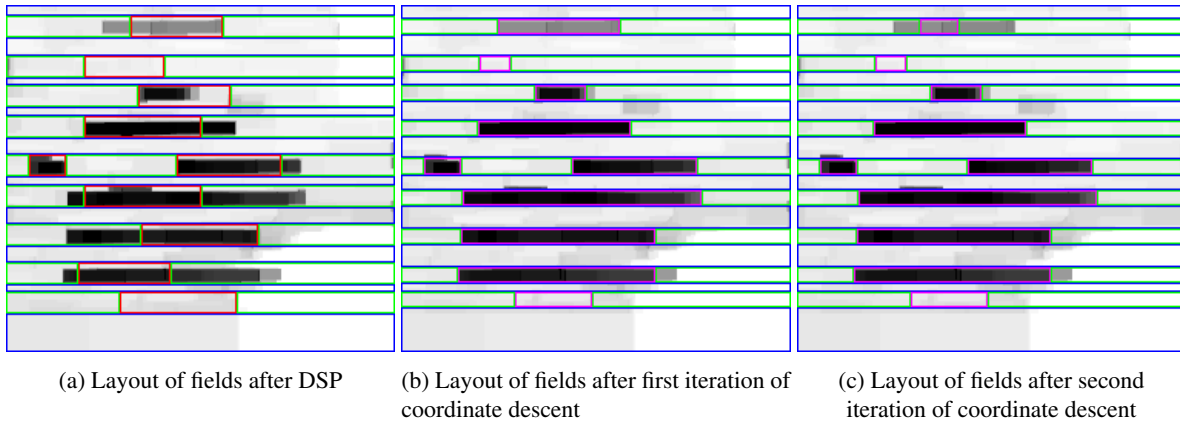 (a) Layout of fields after DSP
(b) Layout of fields after first iteration of
coordinate descent
(c) Layout of fields after second
iteration of coordinate descent